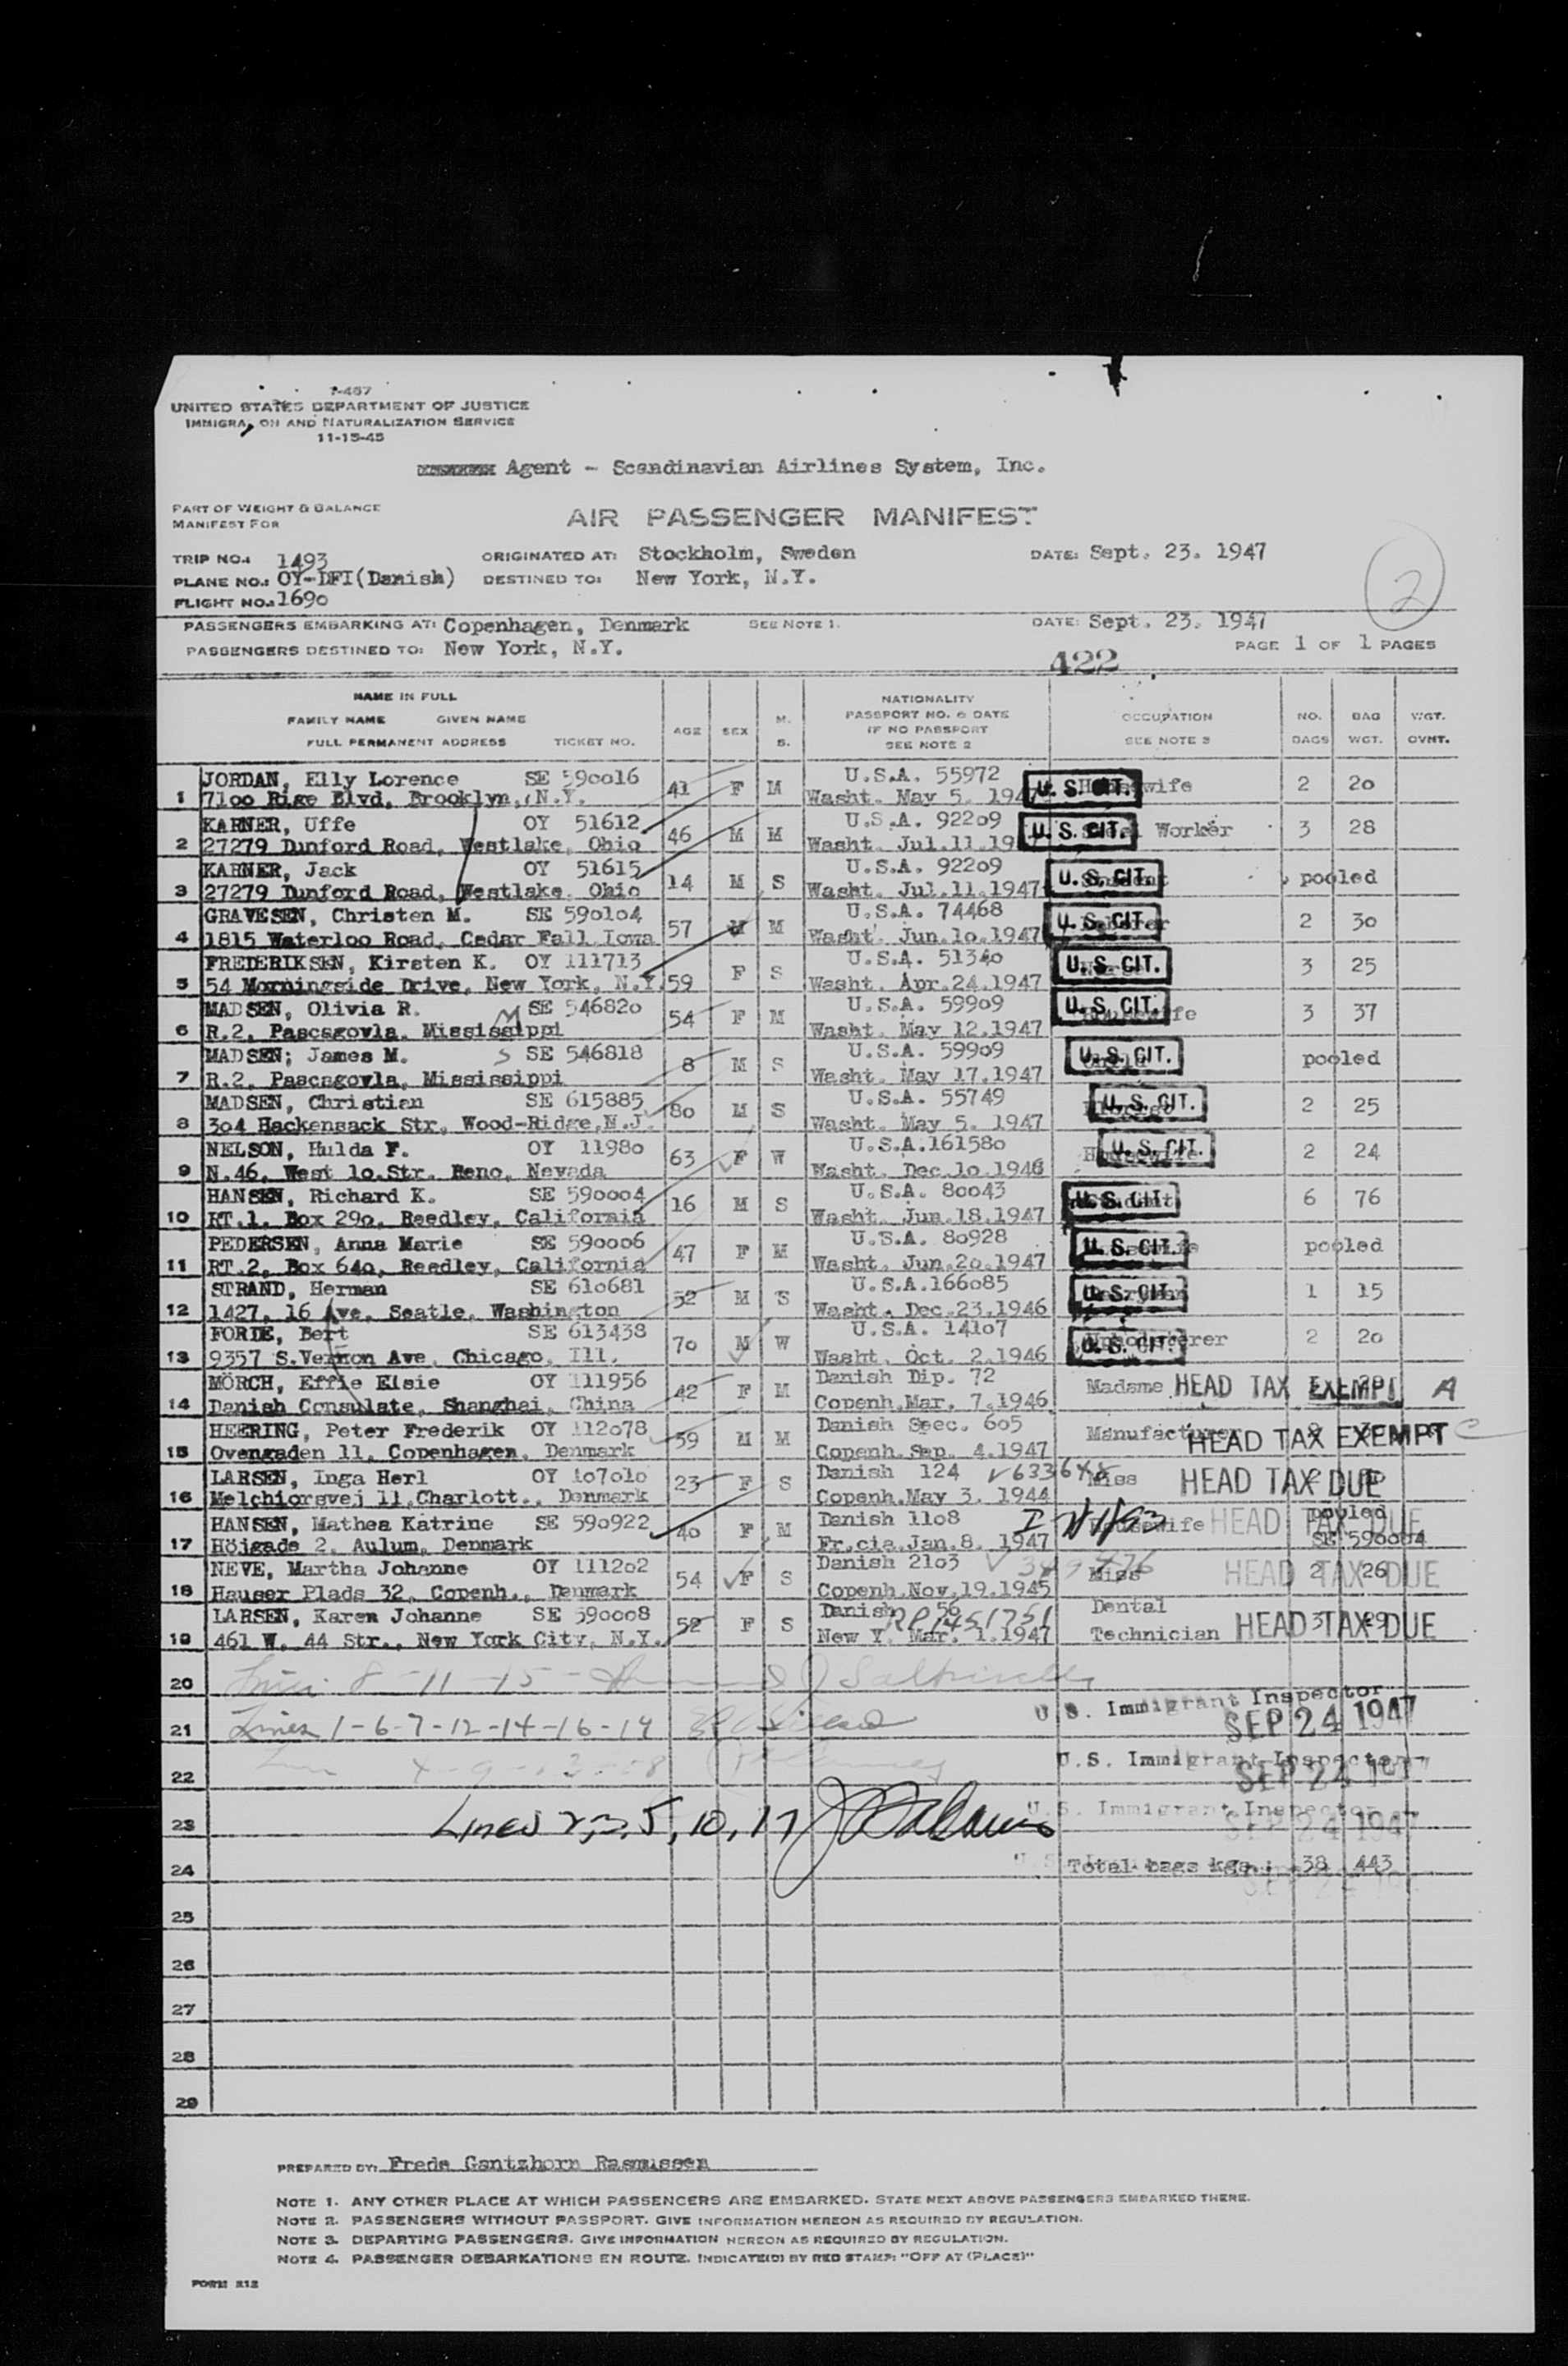 I-467
UNITED STATES DEPARTMENT OF JUSTICE
IMMIGRA ON AND NATURALIZATION SERVICE
11-15-45
Agent - Scandinavian Airlines System, Inc.
PART OF WEIGHT & BALANCE
MANIFEST FOR
AIR PASSENGER MANIFEST
TRIP NO.: 1493 ORIGINATED AT: Stockholm, Sweden DATE: Sept. 23. 1947
PLANE NO.: OY-DFI(Danish) DESTINED TO: New York, N.Y.
2
FLIGHT NO.: 1690
PASSENGERS EMBARKING AT: Copenhagen, Denmark SEE NOTE 1. DATE: Sept. 23. 1947
PASSENGERS DESTINED TO: New York, N.Y. PAGE 1 OF 1 PAGES
422
NAME IN FULL
FAMILY NAME GIVEN NAME
FULL PERMANENT ADDRESS TICKET NO.
AGE SEX M. S.
NATIONALITY
PASSPORT NO. & DATE
IF NO PASSPORT
SEE NOTE 2
OCCUPATION
SEE NOTE 3
NO. BAGS
BAG WGT.
WGT. OVNT.
JORDAN, Elly Lorence SE 590016 U.S.A. 55972
1 7100 Rige Blvd, Brooklyn, N.Y. 41 F M Washt. May 5. 1947 U. S. CIT. Housewife 2 20
KARNER, Uffe OY 51612 U.S.A. 92209
2 27279 Dunford Road, Westlake, Ohio 46 M M Washt. Jul.11.1947 U. S. CIT. Worker 3 28
KARNER, Jack OY 51615 U.S.A. 92209
3 27279 Dunford Road, Westlake, Ohio 14 M S Washt. Jul.11.1947 U. S. CIT. Student pooled
GRAVESEN, Christen M. SE 590104 U.S.A. 74468
4 1815 Waterloo Road, Cedar Fall Iowa 57 M M Washt. Jun.10.1947 U. S. CIT. 2 30
FREDERIKSEN, Kirsten K. OY 111713 U.S.A. 51340
5 54 Morningside Drive, New York, N.Y. 59 F S Washt. Apr.24.1947 U. S. CIT. 3 25
MADSEN, Olivia R. M SE 546820 U.S.A. 59909
6 R.2, Pascagovla, Mississippi 54 F M Washt. May 12.1947 U. S. CIT. Housewife 3 37
MADSEN; James M. S SE 546818 U.S.A. 59909
7 R.2, Pascagovla, Mississippi 8 M S Washt. May 17.1947 U. S. CIT. pooled
MADSEN, Christian SE 615885 U.S.A. 55749
8 304 Hackensack Str, Wood-Ridge,N.J. 80 M S Washt. May 5. 1947 U. S. CIT. 2 25
NELSON, Hulda F. OY 11980 U.S.A.161580
9 N.46, West 10.Str. Reno, Nevada 63 F W Washt. Dec.10.1946 U. S. CIT. Housewife 2 24
HANSEN, Richard K. SE 590004 U.S.A. 80043
10 RT.1, Box 290, Reedley, California 16 M S Washt. Jun.18.1947 U. S. CIT. Student 6 76
PEDERSEN, Anna Marie SE 590006 U.S.A. 80928
11 RT.2, Box 640, Reedley, California 47 F M Washt. Jun.20.1947 U. S. CIT. pooled
STRAND, Herman SE 610681 U.S.A.166085
12 1427, 16 Ave, Seatle, Washington 52 M S Washt. Dec.23.1946 U. S. CIT. 1 15
FORDE, Bert SE 613438 U.S.A. 14107
13 9357 S.Vernon Ave, Chicago, Ill. 70 M W Washt. Oct. 2.1946 U. S. CIT. Upholsterer 2 20
MÖRCH, Effie Elsie OY 111956 Danish Dip. 72
14 Danish Consulate, Shanghai, China 42 F M Copenh.Mar. 7.1946 Madame HEAD TAX EXEMPT A
HEERING, Peter Frederik OY 112078 Danish Spec. 605
15 Ovengaden 11, Copenhagen, Denmark 59 M M Copenh.Sep. 4.1947 Manufacturer HEAD TAX EXEMPT C
LARSEN, Inga Herl OY 107010 Danish 124
16 Melchiorsvej 11,Charlott., Denmark 23 F S Copenh.May 3. 1944 Miss HEAD TAX DUE
HANSEN, Mathea Katrine SE 590922 Danish 1108 pooled
17 Höigade 2, Aulum, Denmark 40 F M Fr.cia.Jan.8. 1947 Housewife HEAD TAX DUE SE 590004
NEVE, Martha Johanne OY 111202 Danish 2103
18 Hauser Plads 32, Copenh., Denmark 54 F S Copenh.Nov.19.1945 Miss HEAD TAX DUE 2 26
LARSEN, Karen Johanne SE 590008 Danish 56 RP 1451751 Dental
19 461 W. 44 Str., New York City, N.Y. 52 F S New Y. Mar. 1.1947 Technician HEAD TAX DUE 3 29
20 8 - 11 - 15 -
U. S. Immigrant Inspector
21 Lines 1-6-7-12-14-16-19 SEP 24 1947
22 U.S. Immigrant Inspector
SEP 24 1947
23 Lines 2,3,5,10,17 U.S. Immigrant Inspector
SEP 24 1947
24 Total bags kgs.: 38 443
25
26
27
28
29
PREPARED BY: Frede Gantzhorn Rasmussen
NOTE 1. ANY OTHER PLACE AT WHICH PASSENGERS ARE EMBARKED. STATE NEXT ABOVE PASSENGERS EMBARKED THERE.
NOTE 2. PASSENGERS WITHOUT PASSPORT. GIVE INFORMATION HEREON AS REQUIRED BY REGULATION.
NOTE 3. DEPARTING PASSENGERS. GIVE INFORMATION HEREON AS REQUIRED BY REGULATION.
NOTE 4. PASSENGER DEBARKATIONS EN ROUTE. INDICATE(D) BY RED STAMP: "OFF AT (PLACE)"
FORM 212